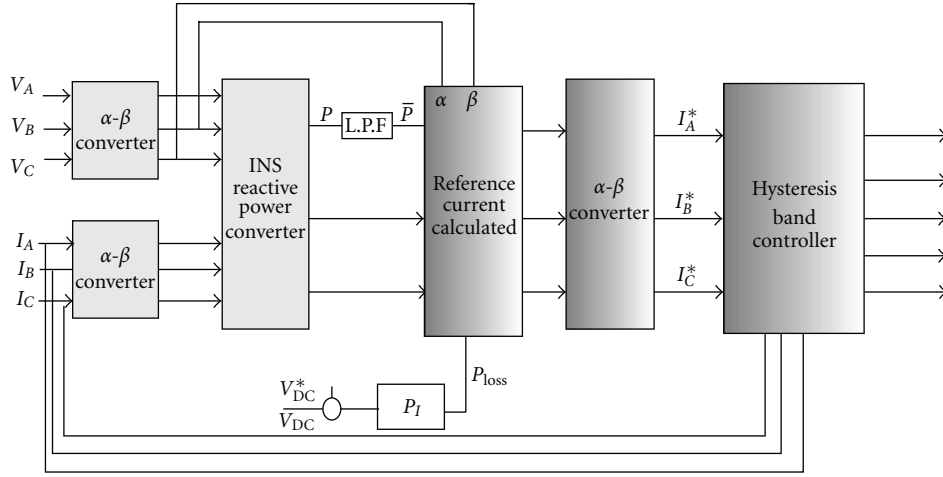 V_A
V_B
V_C
α-β
converter
I_A
I_B
I_C
α-β
converter
INS
reactive
power
converter
P
L.P.F
P̅
α
β
Reference
current
calculated
α-β
converter
I_A^*
I_B^*
I_C^*
Hysteresis
band
controller
V_DC^*
V_DC
P_I
P_loss